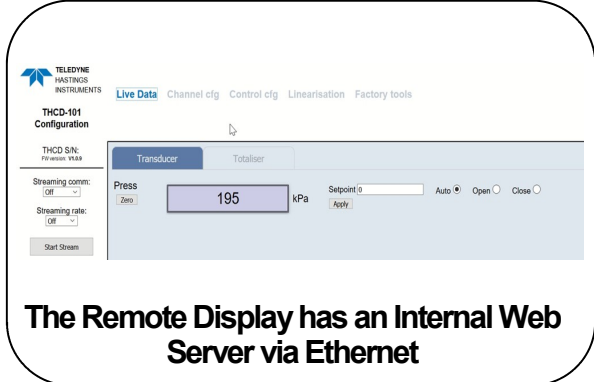 TELEDYNE
HASTINGS
INSTRUMENTS
Live Data Channel cfg Control cfg Linearisation Factory tools
THCD-101
Configuration
THCD S/N:
FW version: V1.0.9
Transducer Totaliser
Streaming comm:
Off
Streaming rate:
Off
Start Stream
Press
Zero
195 kPa
Setpoint 0
Apply
Auto Open Close
The Remote Display has an Internal Web
Server via Ethernet